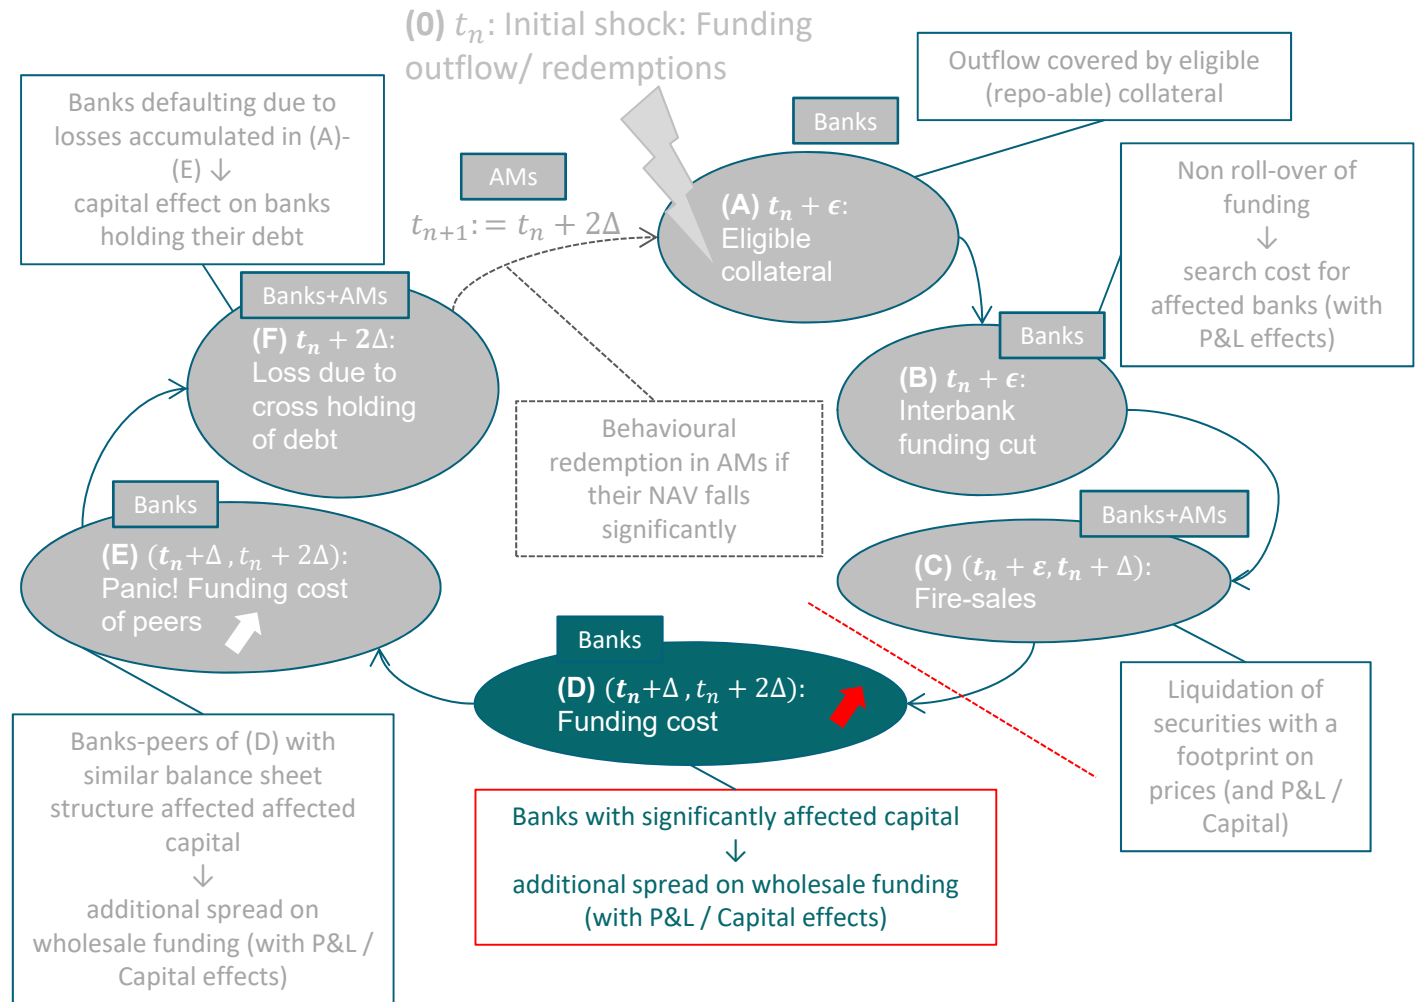 (0) tₙ: Initial shock: Funding
outflow/ redemptions
Outflow covered by eligible
(repo-able) collateral
Banks defaulting due to
losses accumulated in (A)-
(E) ↓
capital effect on banks
holding their debt
Banks
AMs
tₙ₊₁: = tₙ + 2Δ
(A) tₙ + ϵ:
Eligible
collateral
Non roll-over of
funding
↓
search cost for
affected banks (with
P&L effects)
Banks+AMs
(F) tₙ + 2Δ:
Loss due to
cross holding
of debt
Banks
(B) tₙ + ϵ:
Interbank
funding cut
Behavioural
redemption in AMs if
their NAV falls
significantly
Banks
(E) (tₙ+Δ , tₙ + 2Δ):
Panic! Funding cost
of peers
Banks+AMs
(C) (tₙ + ε, tₙ + Δ):
Fire-sales
Banks
(D) (tₙ+Δ , tₙ + 2Δ):
Funding cost
Liquidation of
securities with a
footprint on
prices (and P&L /
Capital)
Banks-peers of (D) with
similar balance sheet
structure affected affected
capital
↓
additional spread on
wholesale funding (with P&L /
Capital effects)
Banks with significantly affected capital
↓
additional spread on wholesale funding
(with P&L / Capital effects)